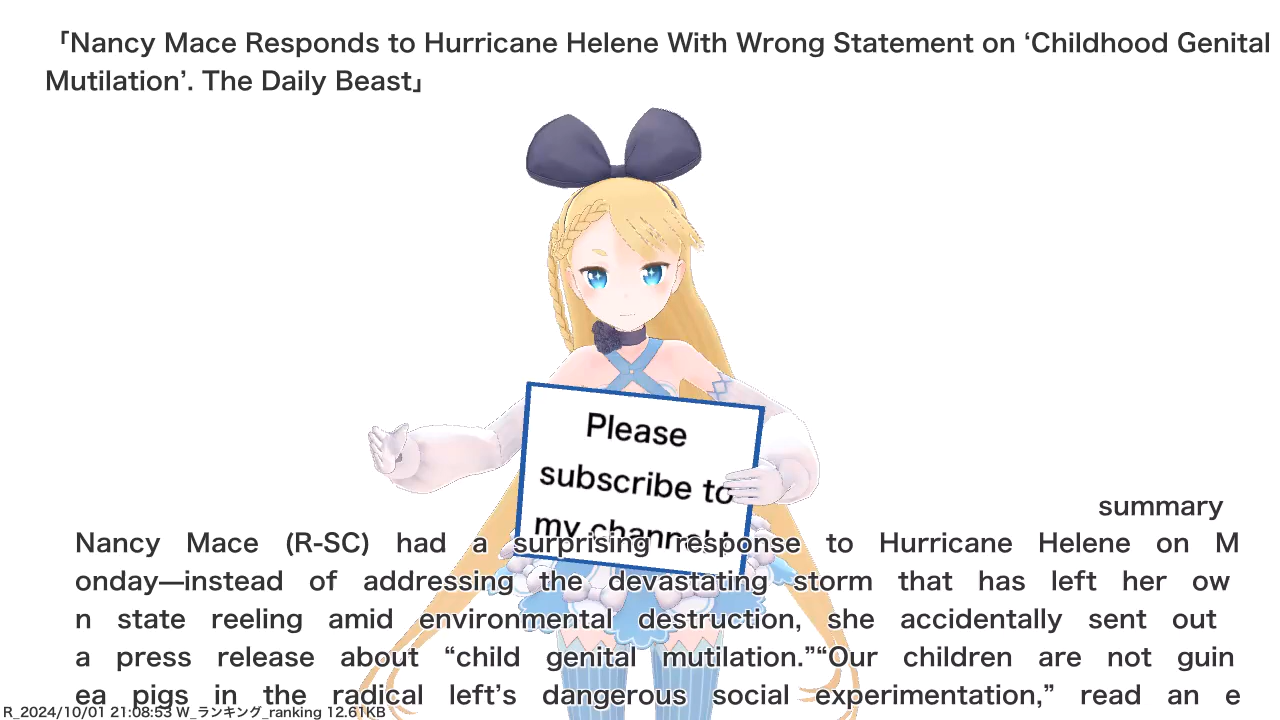 「Nancy Mace Responds to Hurricane Helene With Wrong Statement on ‘Childhood Genital
Mutilation’. The Daily Beast」
Please
subscribe to
my channel!
summary
Nancy Mace (R-SC) had a surprising response to Hurricane Helene on M
onday—instead of addressing the devastating storm that has left her ow
n state reeling amid environmental destruction, she accidentally sent out
a press release about “child genital mutilation.”“Our children are not guin
ea pigs in the radical left’s dangerous social experimentation,” read an e
R_2024/10/01 21:08:53 W_ランキング_ranking 12.61KB